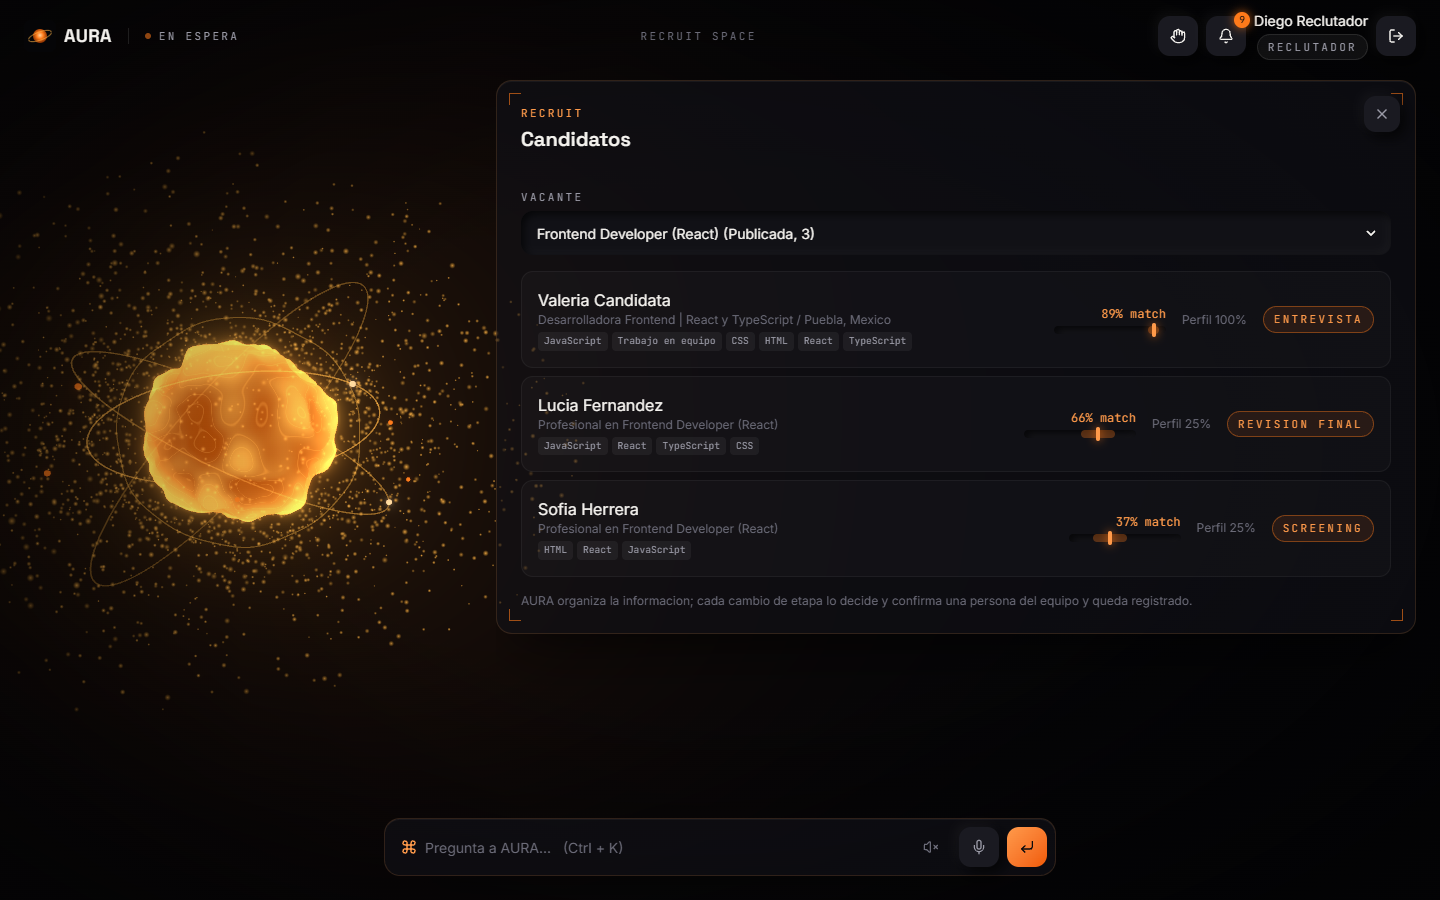 AURA
EN ESPERA
RECRUIT SPACE
9
Diego Reclutador
RECLUTADOR
RECRUIT
Candidatos
VACANTE
Frontend Developer (React) (Publicada, 3)
Valeria Candidata
Desarrolladora Frontend | React y TypeScript / Puebla, Mexico
JavaScript Trabajo en equipo CSS HTML React TypeScript
89% match
Perfil 100%
ENTREVISTA
Lucia Fernandez
Profesional en Frontend Developer (React)
JavaScript React TypeScript CSS
66% match
Perfil 25%
REVISION FINAL
Sofia Herrera
Profesional en Frontend Developer (React)
HTML React JavaScript
37% match
Perfil 25%
SCREENING
AURA organiza la informacion; cada cambio de etapa lo decide y confirma una persona del equipo y queda registrado.
Pregunta a AURA... (Ctrl + K)